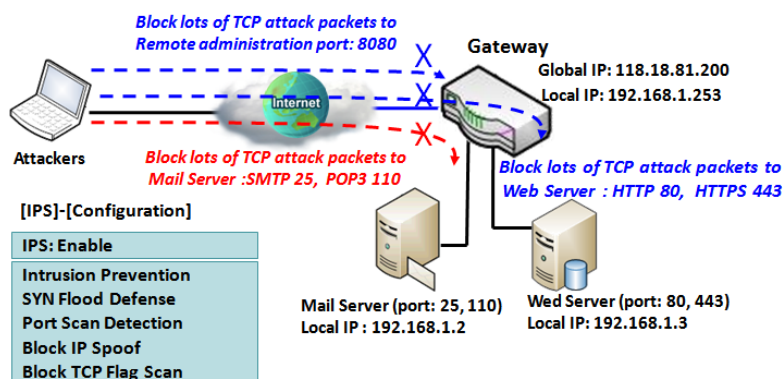 Block lots of TCP attack packets to
Remote administration port: 8080
Gateway
Global IP: 118.18.81.200
Local IP: 192.168.1.253
Internet
X
X
X
Attackers
Block lots of TCP attack packets to
Mail Server :SMTP 25, POP3 110
Block lots of TCP attack packets to
Web Server : HTTP 80, HTTPS 443
[IPS]-[Configuration]
IPS: Enable
Intrusion Prevention
SYN Flood Defense
Port Scan Detection
Block IP Spoof
Block TCP Flag Scan
Mail Server (port: 25, 110)
Local IP : 192.168.1.2
Wed Server (port: 80, 443)
Local IP: 192.168.1.3